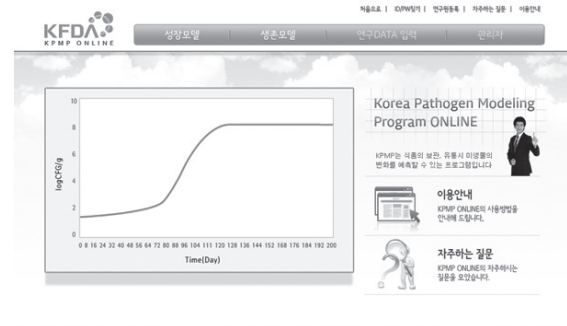 처음으로 | ID/PW찾기 | 연구원등록 | 자주하는 질문 | 이용안내
KFDA
KPMP ONLINE
성장모델 생존모델 연구DATA 입력 관리자
Korea Pathogen Modeling
Program ONLINE
KPMP는 식품의 보관, 유통시 미생물의
변화를 예측할 수 있는 프로그램입니다
이용안내
KPMP ONLINE의 사용방법을
안내해 드립니다.
자주하는 질문
KPMP ONLINE의 자주하시는
질문을 모았습니다.
logCFG/g
10
8
6
4
2
0
0 8 16 24 32 40 48 56 64 72 80 88 96 104 111 120 128 136 144 152 168 176 184 192 200
Time(Day)